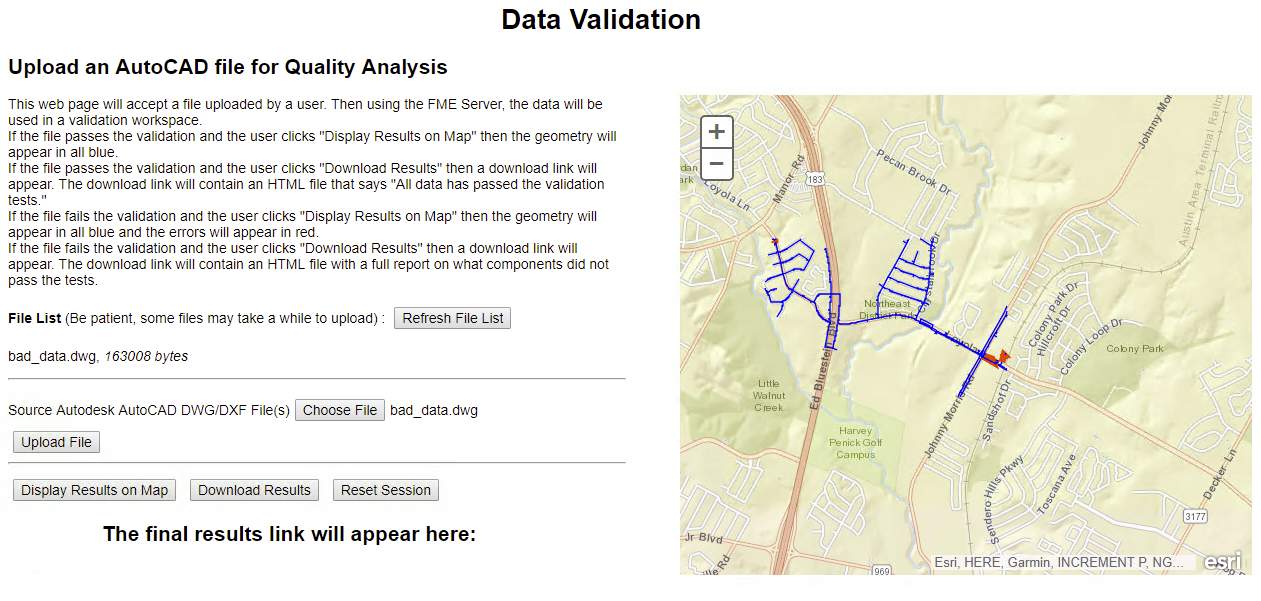 Data Validation
Upload an AutoCAD file for Quality Analysis
This web page will accept a file uploaded by a user. Then using the FME Server, the data will be
used in a validation workspace.
If the file passes the validation and the user clicks "Display Results on Map" then the geometry will
appear in all blue.
If the file passes the validation and the user clicks "Download Results" then a download link will
appear. The download link will contain an HTML file that says "All data has passed the validation
tests."
If the file fails the validation and the user clicks "Display Results on Map" then the geometry will
appear in all blue and the errors will appear in red.
If the file fails the validation and the user clicks "Download Results" then a download link will
appear. The download link will contain an HTML file with a full report on what components did not
pass the tests.
File List (Be patient, some files may take a while to upload) : Refresh File List
bad_data.dwg, 163008 bytes
Source Autodesk AutoCAD DWG/DXF File(s) Choose File bad_data.dwg
Upload File
Display Results on Map Download Results Reset Session
The final results link will appear here:
+
−
Johnny Mor
Austin Area Terminal Railro
Manor Rd
183
Pecan Brook Dr
dan
ark
Loyola Ln
Crystalbrook Dr
Northeast
District Park
Loyola
Colony Park Dr
Hillcroft Dr
Colony Loop Dr
Colony Park
Ed Bluestein Blvd
Little
Walnut
Creek
Harvey
Penick Golf
Campus
Johnny Morris Rd
Sandshof Dr
Sendero Hills Pkwy
Toscana Ave
Decker Ln
3177
Jr Blvd
lle Rd
969
Esri, HERE, Garmin, INCREMENT P, NG...
esri